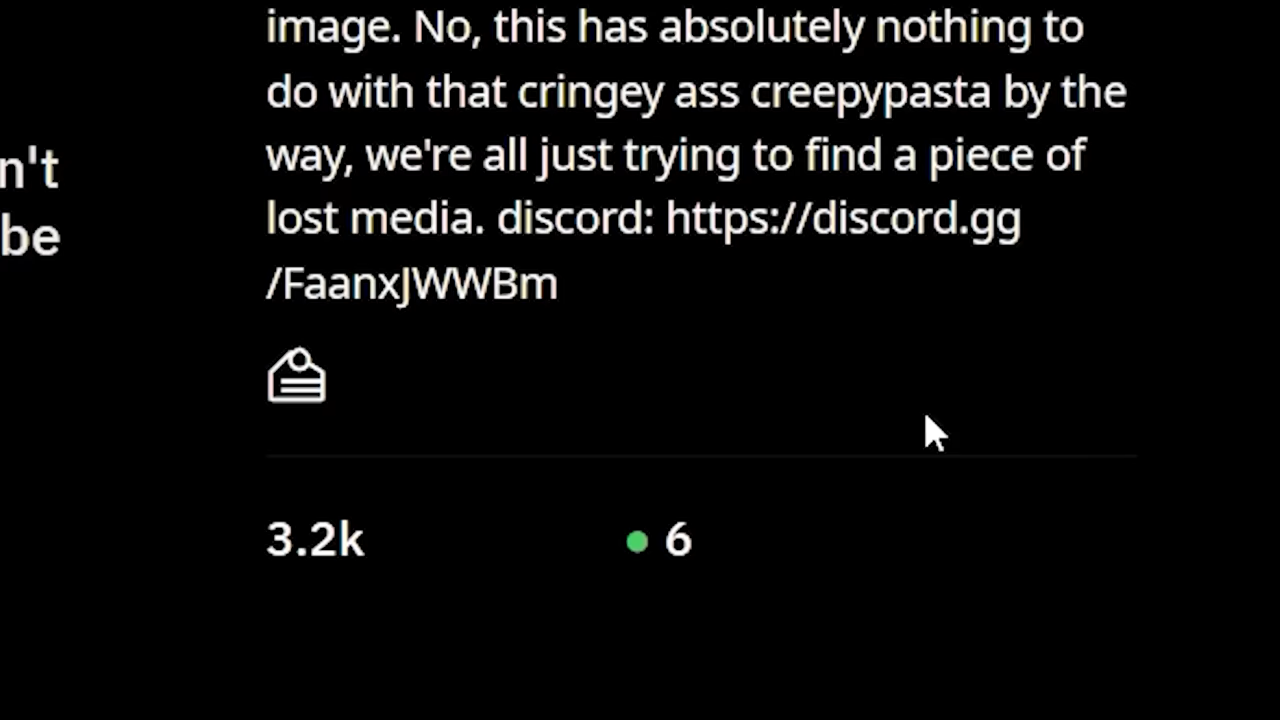 image. No, this has absolutely nothing to
do with that cringey ass creepypasta by the
way, we're all just trying to find a piece of
lost media. discord: https://discord.gg
/FaanxJWWBm
n't
be
3.2k
6